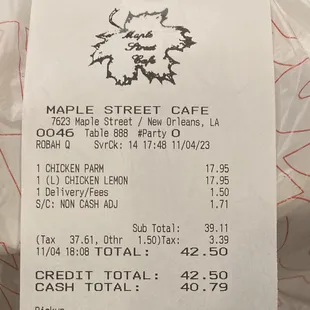 Maple
Street
Cafe
MAPLE STREET CAFE
7623 Maple Street / New Orleans, LA
0046 Table 888 #Party 0
ROBAH Q SvrCk: 14 17:48 11/04/23
1 CHICKEN PARM 17.95
1 (L) CHICKEN LEMON 17.95
1 Delivery/Fees 1.50
S/C: NON CASH ADJ 1.71
Sub Total: 39.11
(Tax 37.61, Othr 1.50)Tax: 3.39
11/04 18:08 TOTAL: 42.50
CREDIT TOTAL: 42.50
CASH TOTAL: 40.79